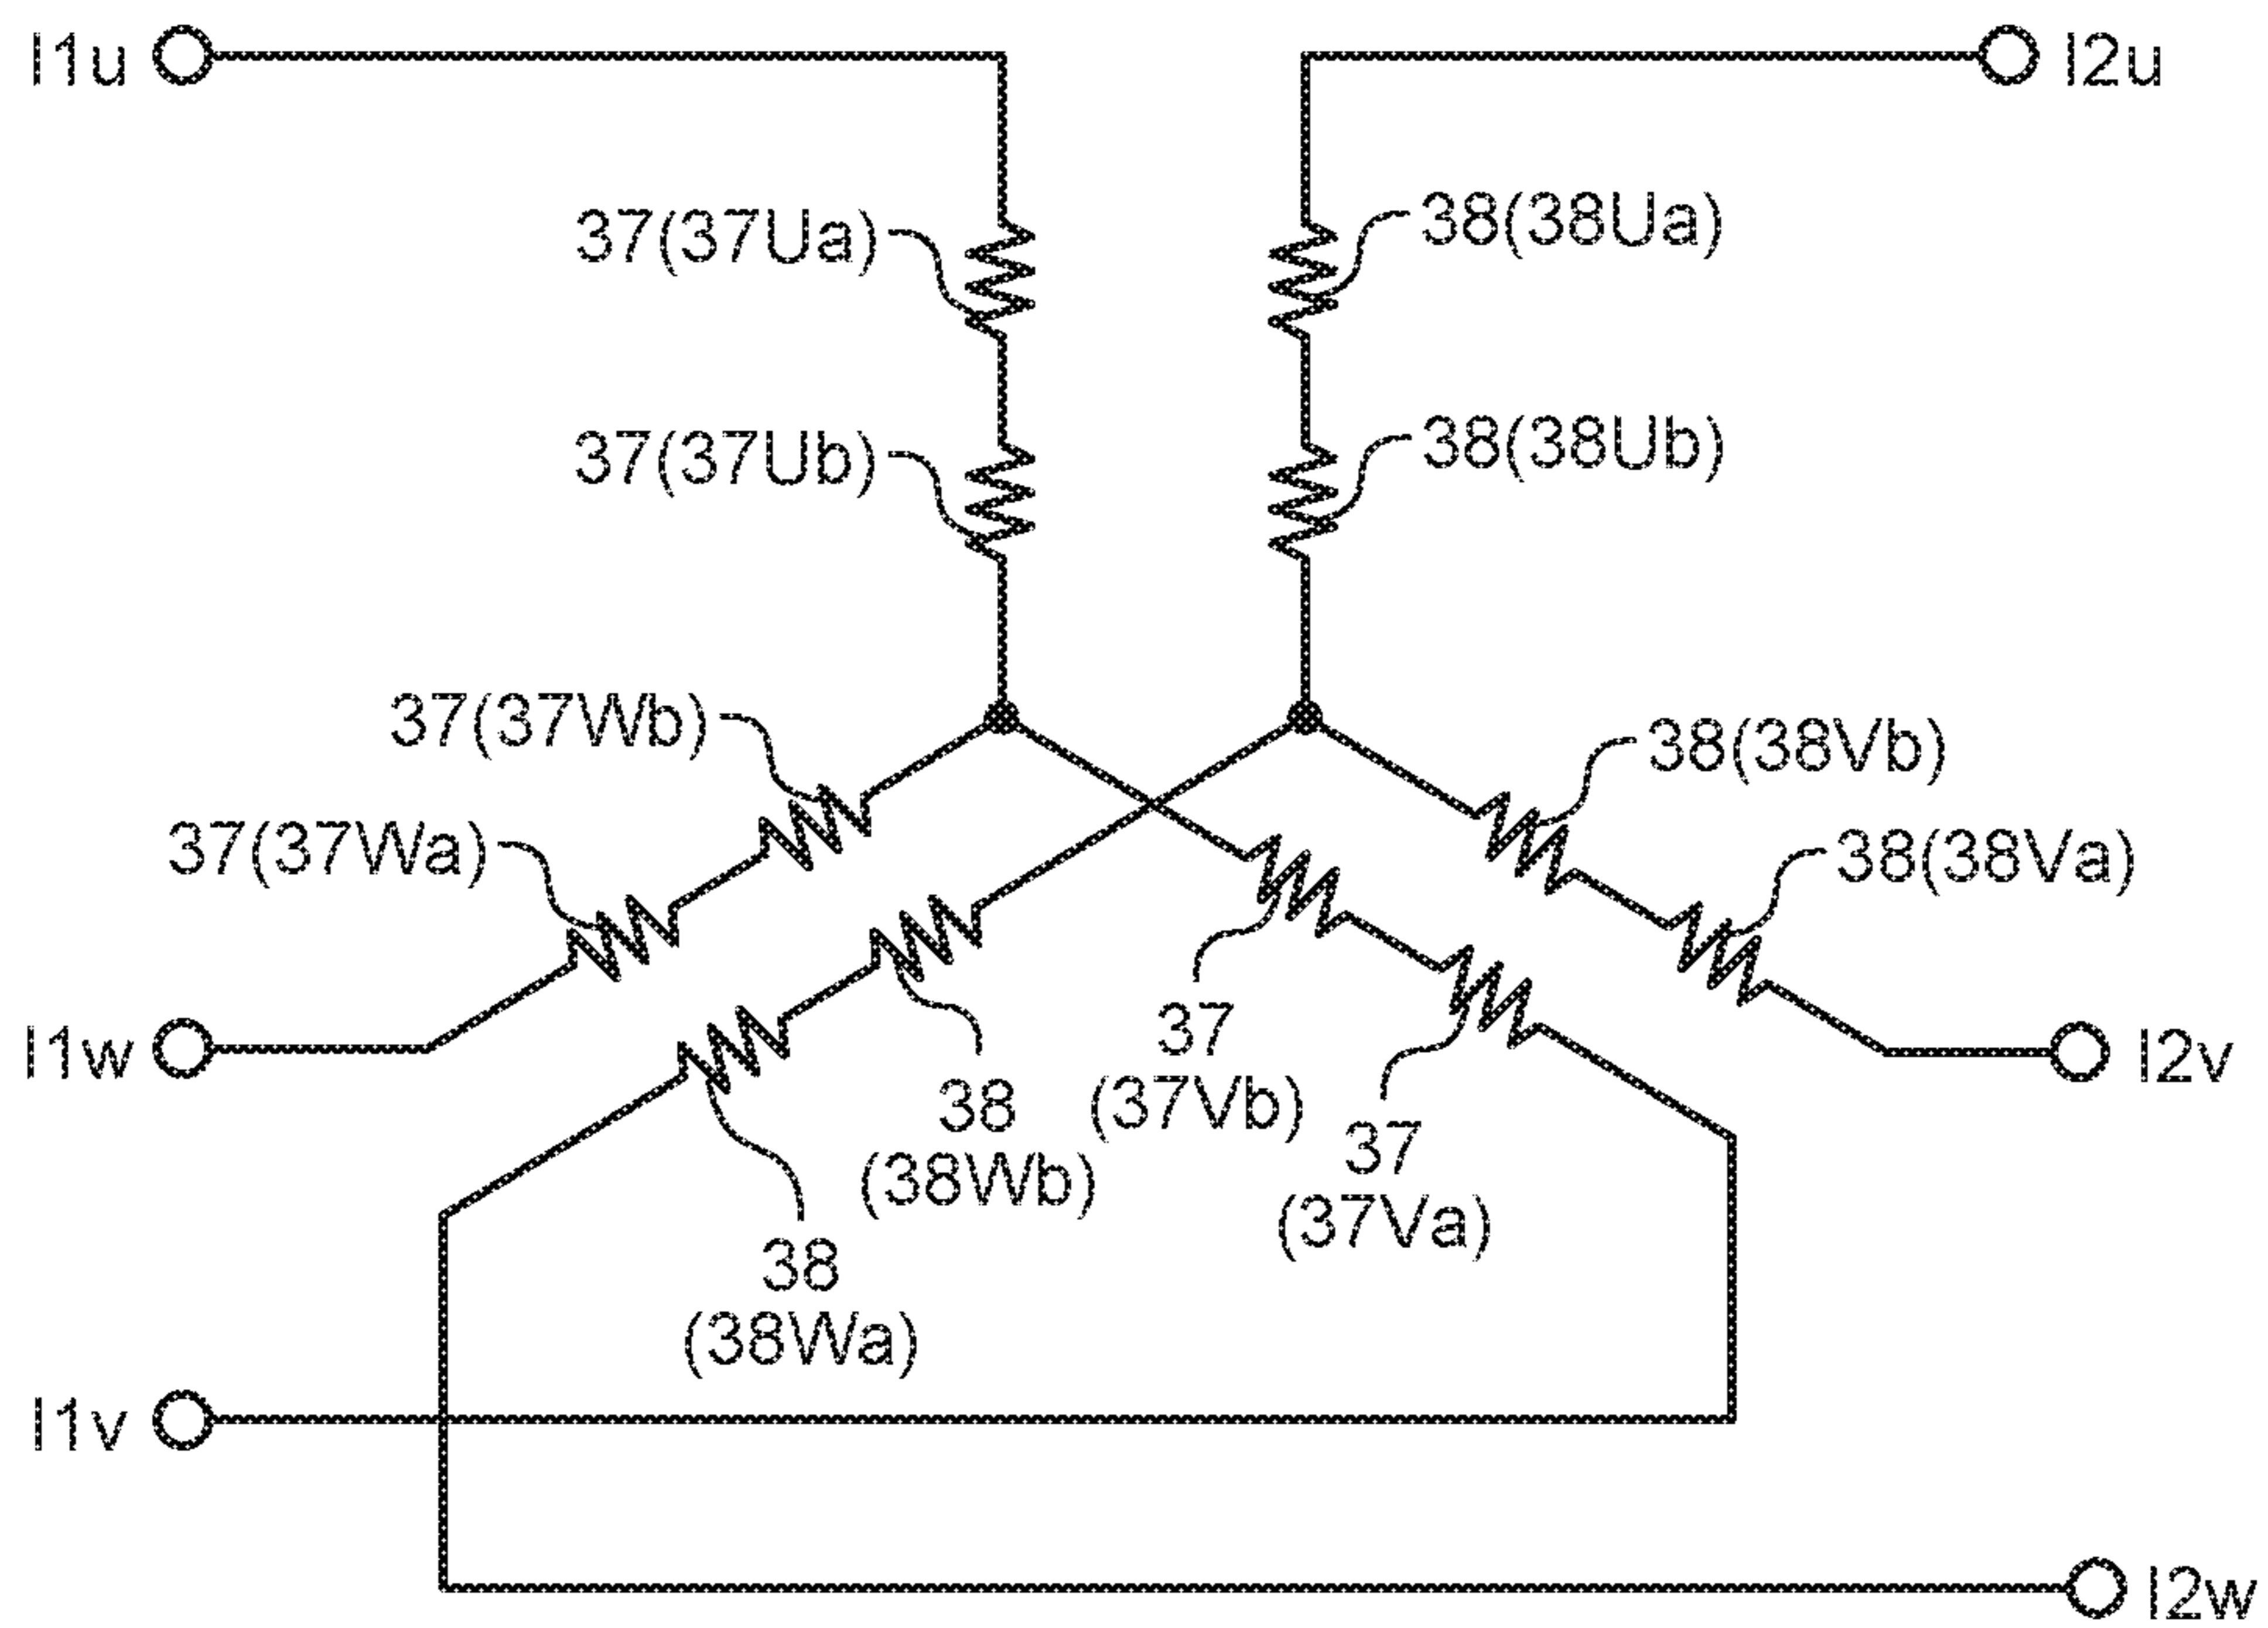 I1u
I2u
37(37Ua)
38(38Ua)
37(37Ub)
38(38Ub)
37(37Wb)
38(38Vb)
37(37Wa)
38(38Va)
I1w
37
(37Vb)
I2v
38
(38Wb)
37
(37Va)
38
(38Wa)
I1v
I2w